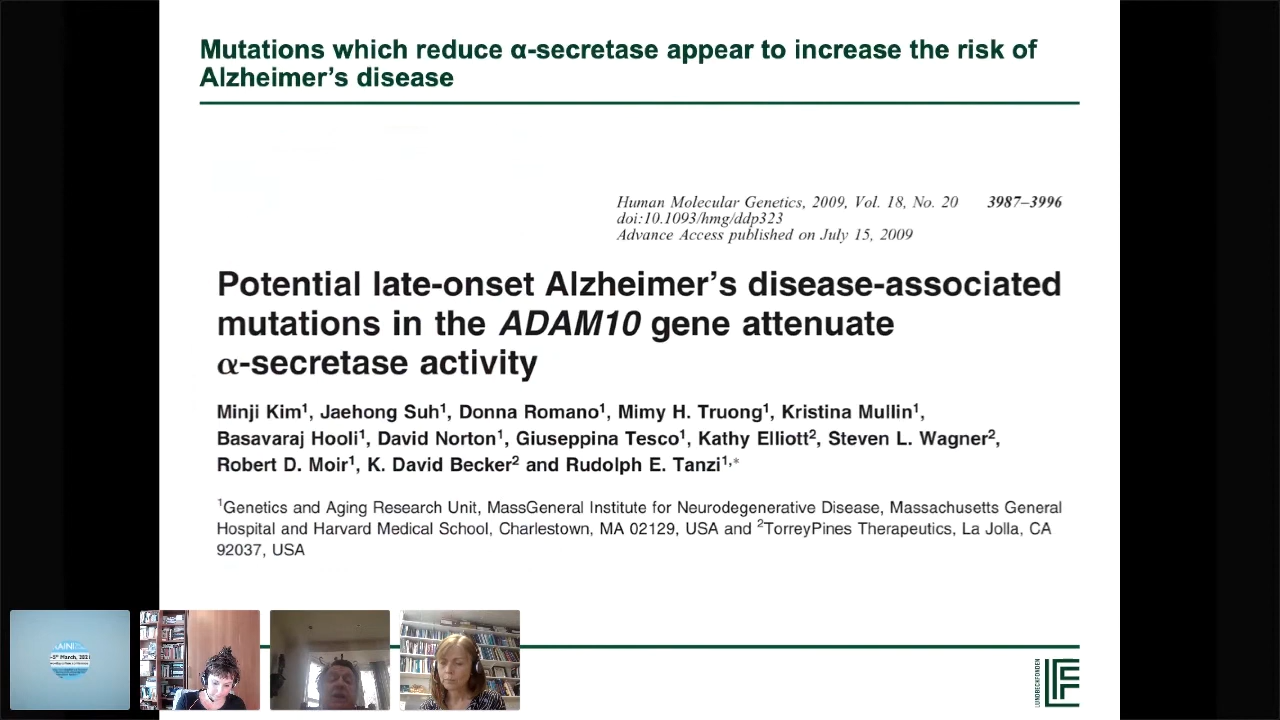 Mutations which reduce α-secretase appear to increase the risk of
Alzheimer's disease
Human Molecular Genetics, 2009, Vol. 18, No. 20 3987–3996
doi:10.1093/hmg/ddp323
Advance Access published on July 15, 2009
Potential late-onset Alzheimer's disease-associated
mutations in the ADAM10 gene attenuate
α-secretase activity
Minji Kim¹, Jaehong Suh¹, Donna Romano¹, Mimy H. Truong¹, Kristina Mullin¹,
Basavaraj Hooli¹, David Norton¹, Giuseppina Tesco¹, Kathy Elliott², Steven L. Wagner²,
Robert D. Moir¹, K. David Becker² and Rudolph E. Tanzi¹,*
¹Genetics and Aging Research Unit, MassGeneral Institute for Neurodegenerative Disease, Massachusetts General
Hospital and Harvard Medical School, Charlestown, MA 02129, USA and ²TorreyPines Therapeutics, La Jolla, CA
92037, USA
LUNDBECKFONDEN